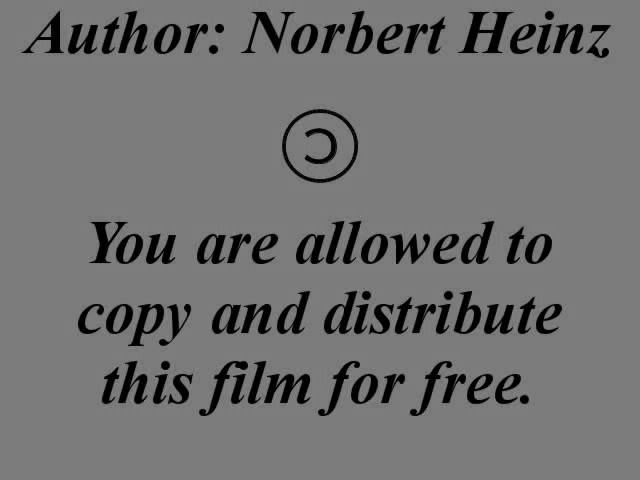 Author: Norbert Heinz
🄯
You are allowed to
copy and distribute
this film for free.